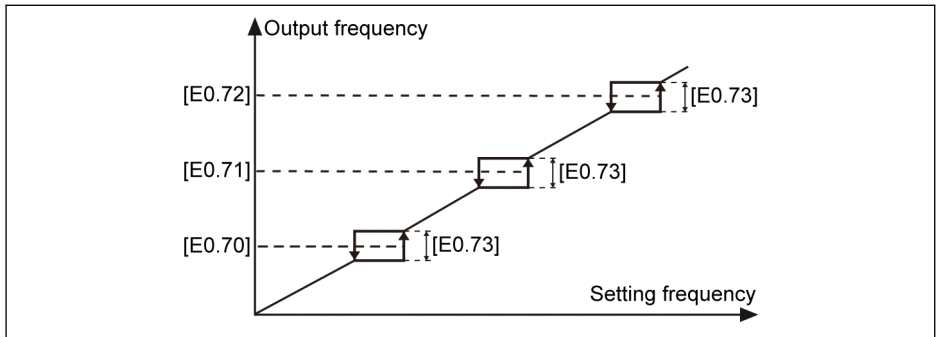 Output frequency
[E0.72]
[E0.73]
[E0.71]
[E0.73]
[E0.70]
[E0.73]
Setting frequency